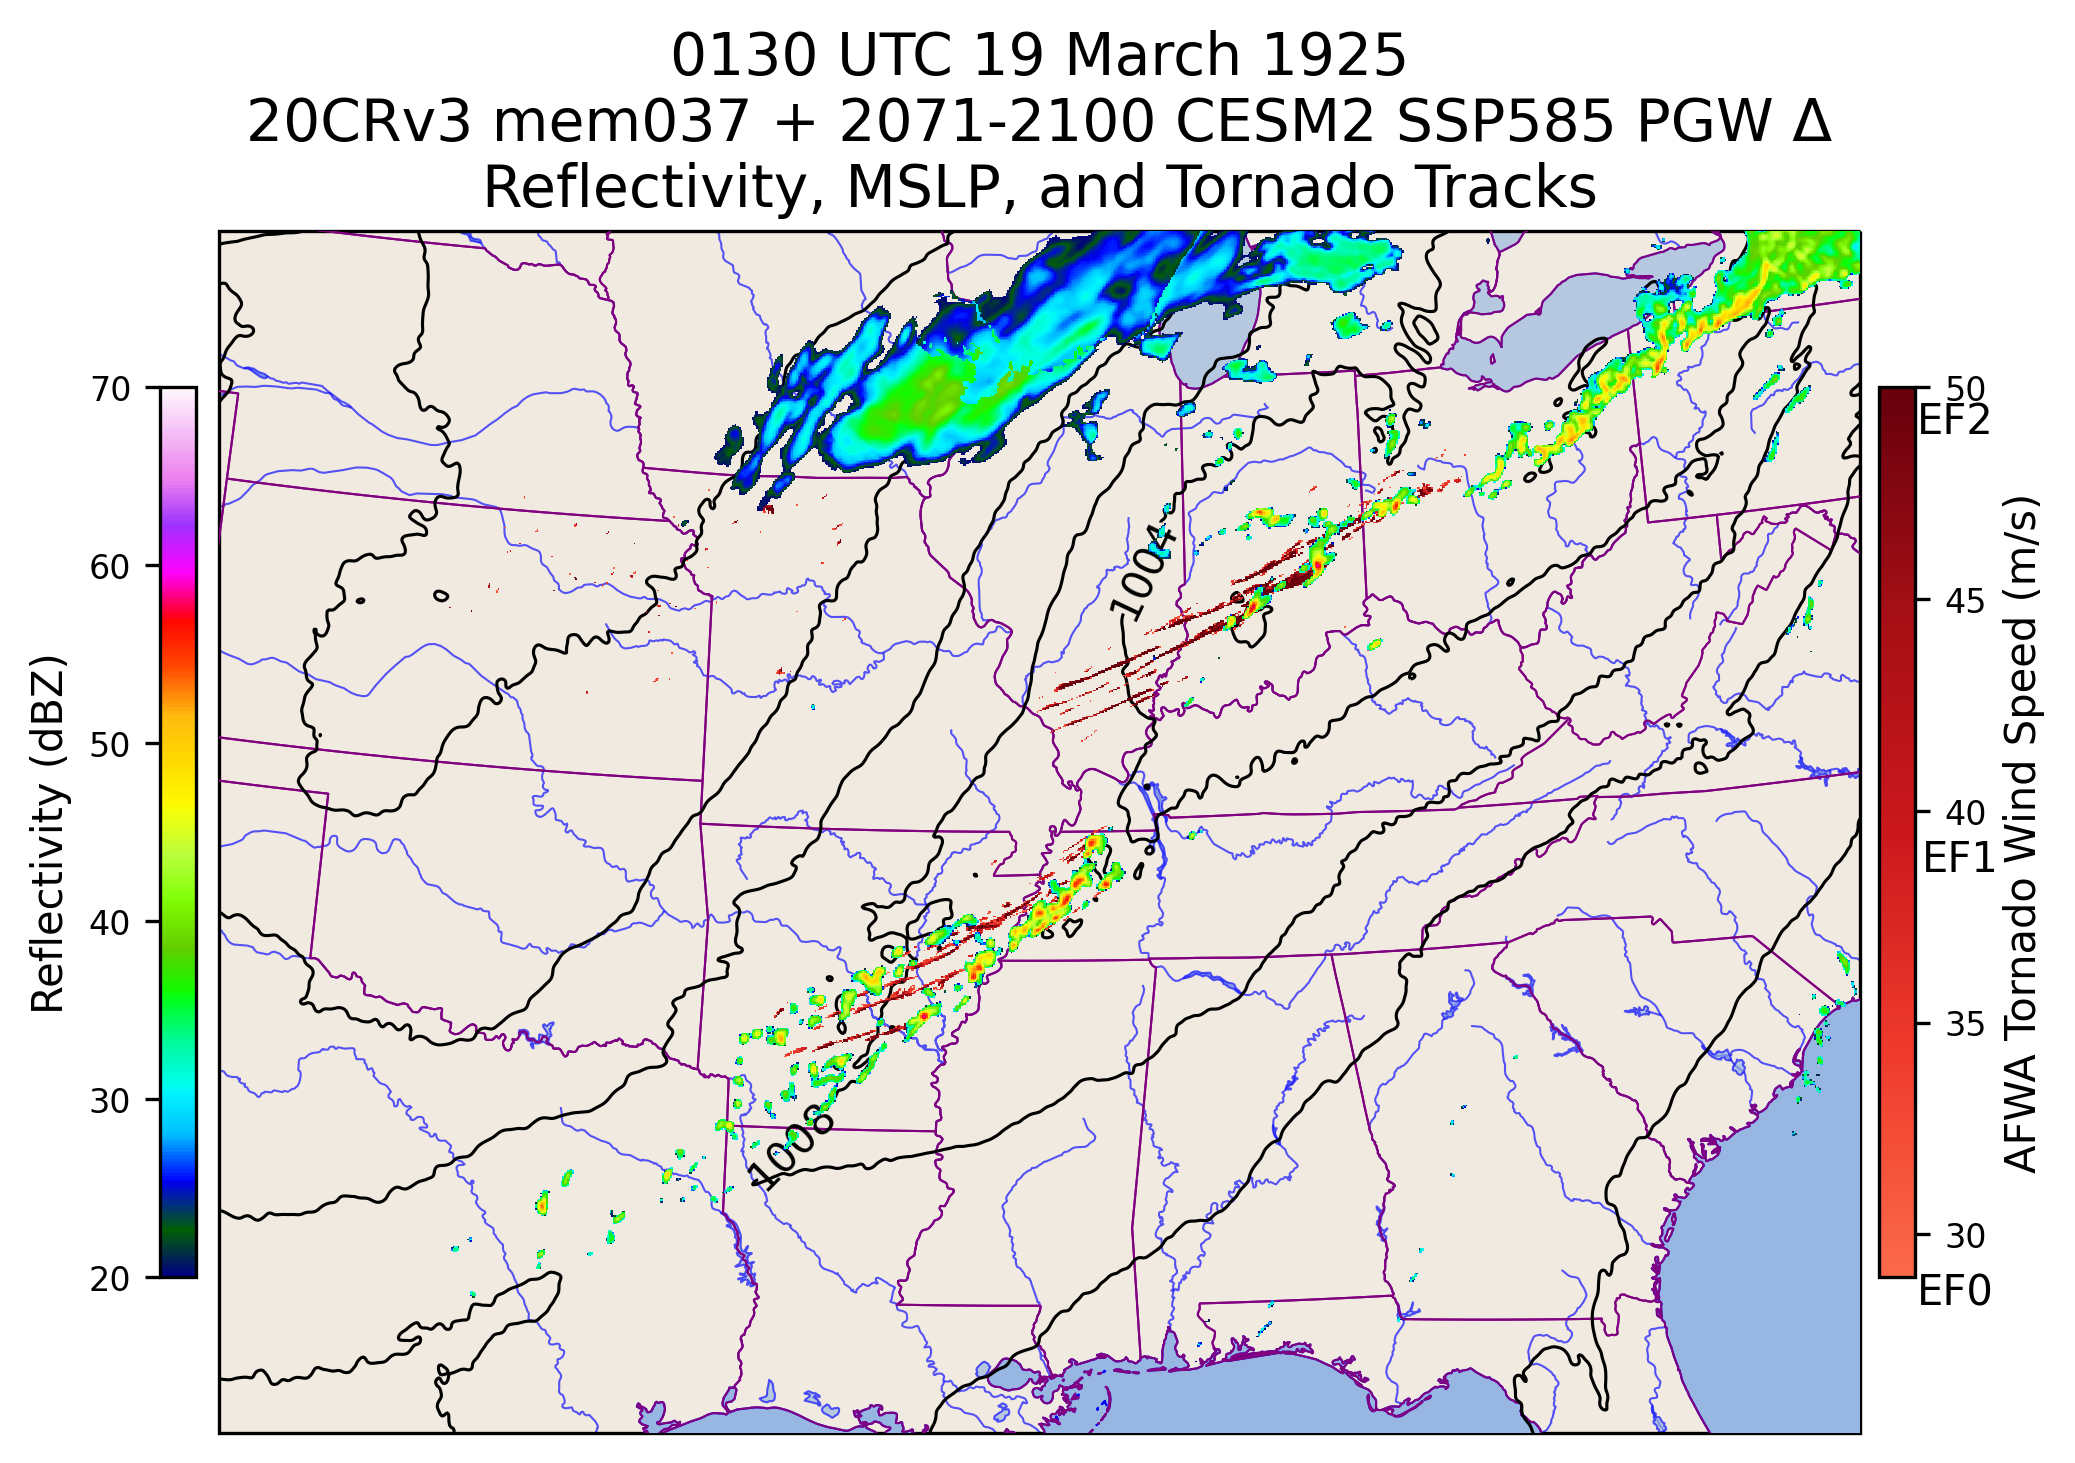 0130 UTC 19 March 1925
20CRv3 mem037 + 2071-2100 CESM2 SSP585 PGW Δ
Reflectivity, MSLP, and Tornado Tracks
70
60
50
40
30
20
Reflectivity (dBZ)
1004
1008
50
EF2
45
40
EF1
35
30
EF0
AFWA Tornado Wind Speed (m/s)